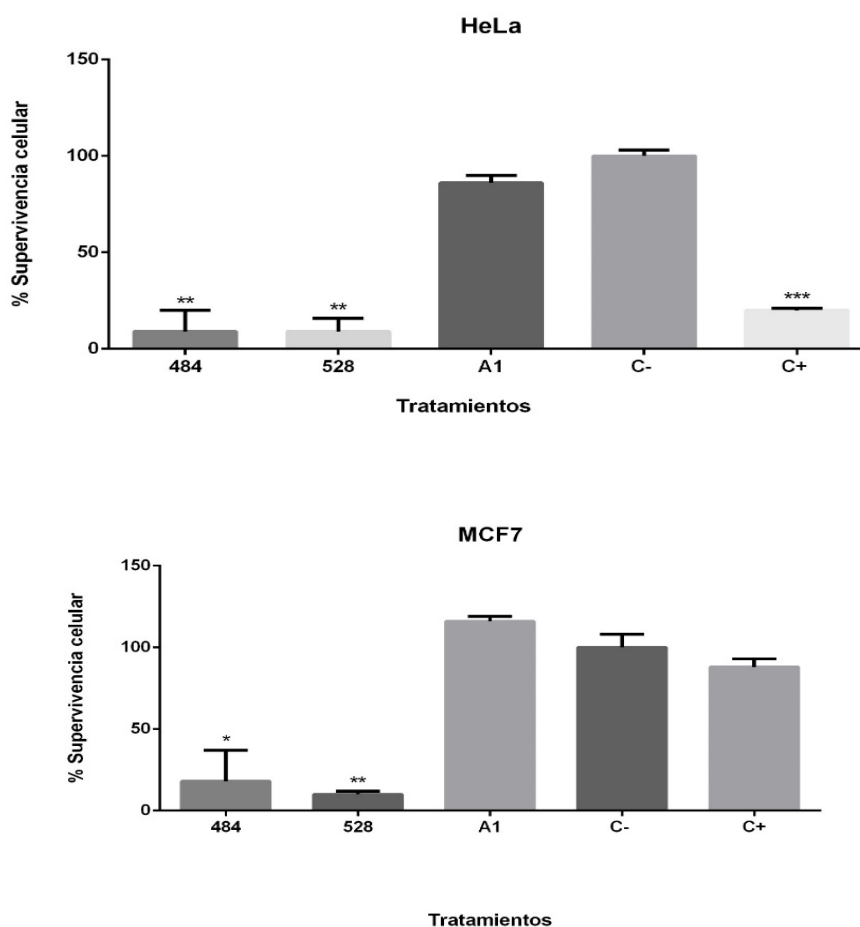 HeLa
% Supervivencia celular
150
100
50
0
** ** ***
484 528 A1 C- C+
Tratamientos
MCF7
% Supervivencia celular
150
100
50
0
* **
484 528 A1 C- C+
Tratamientos